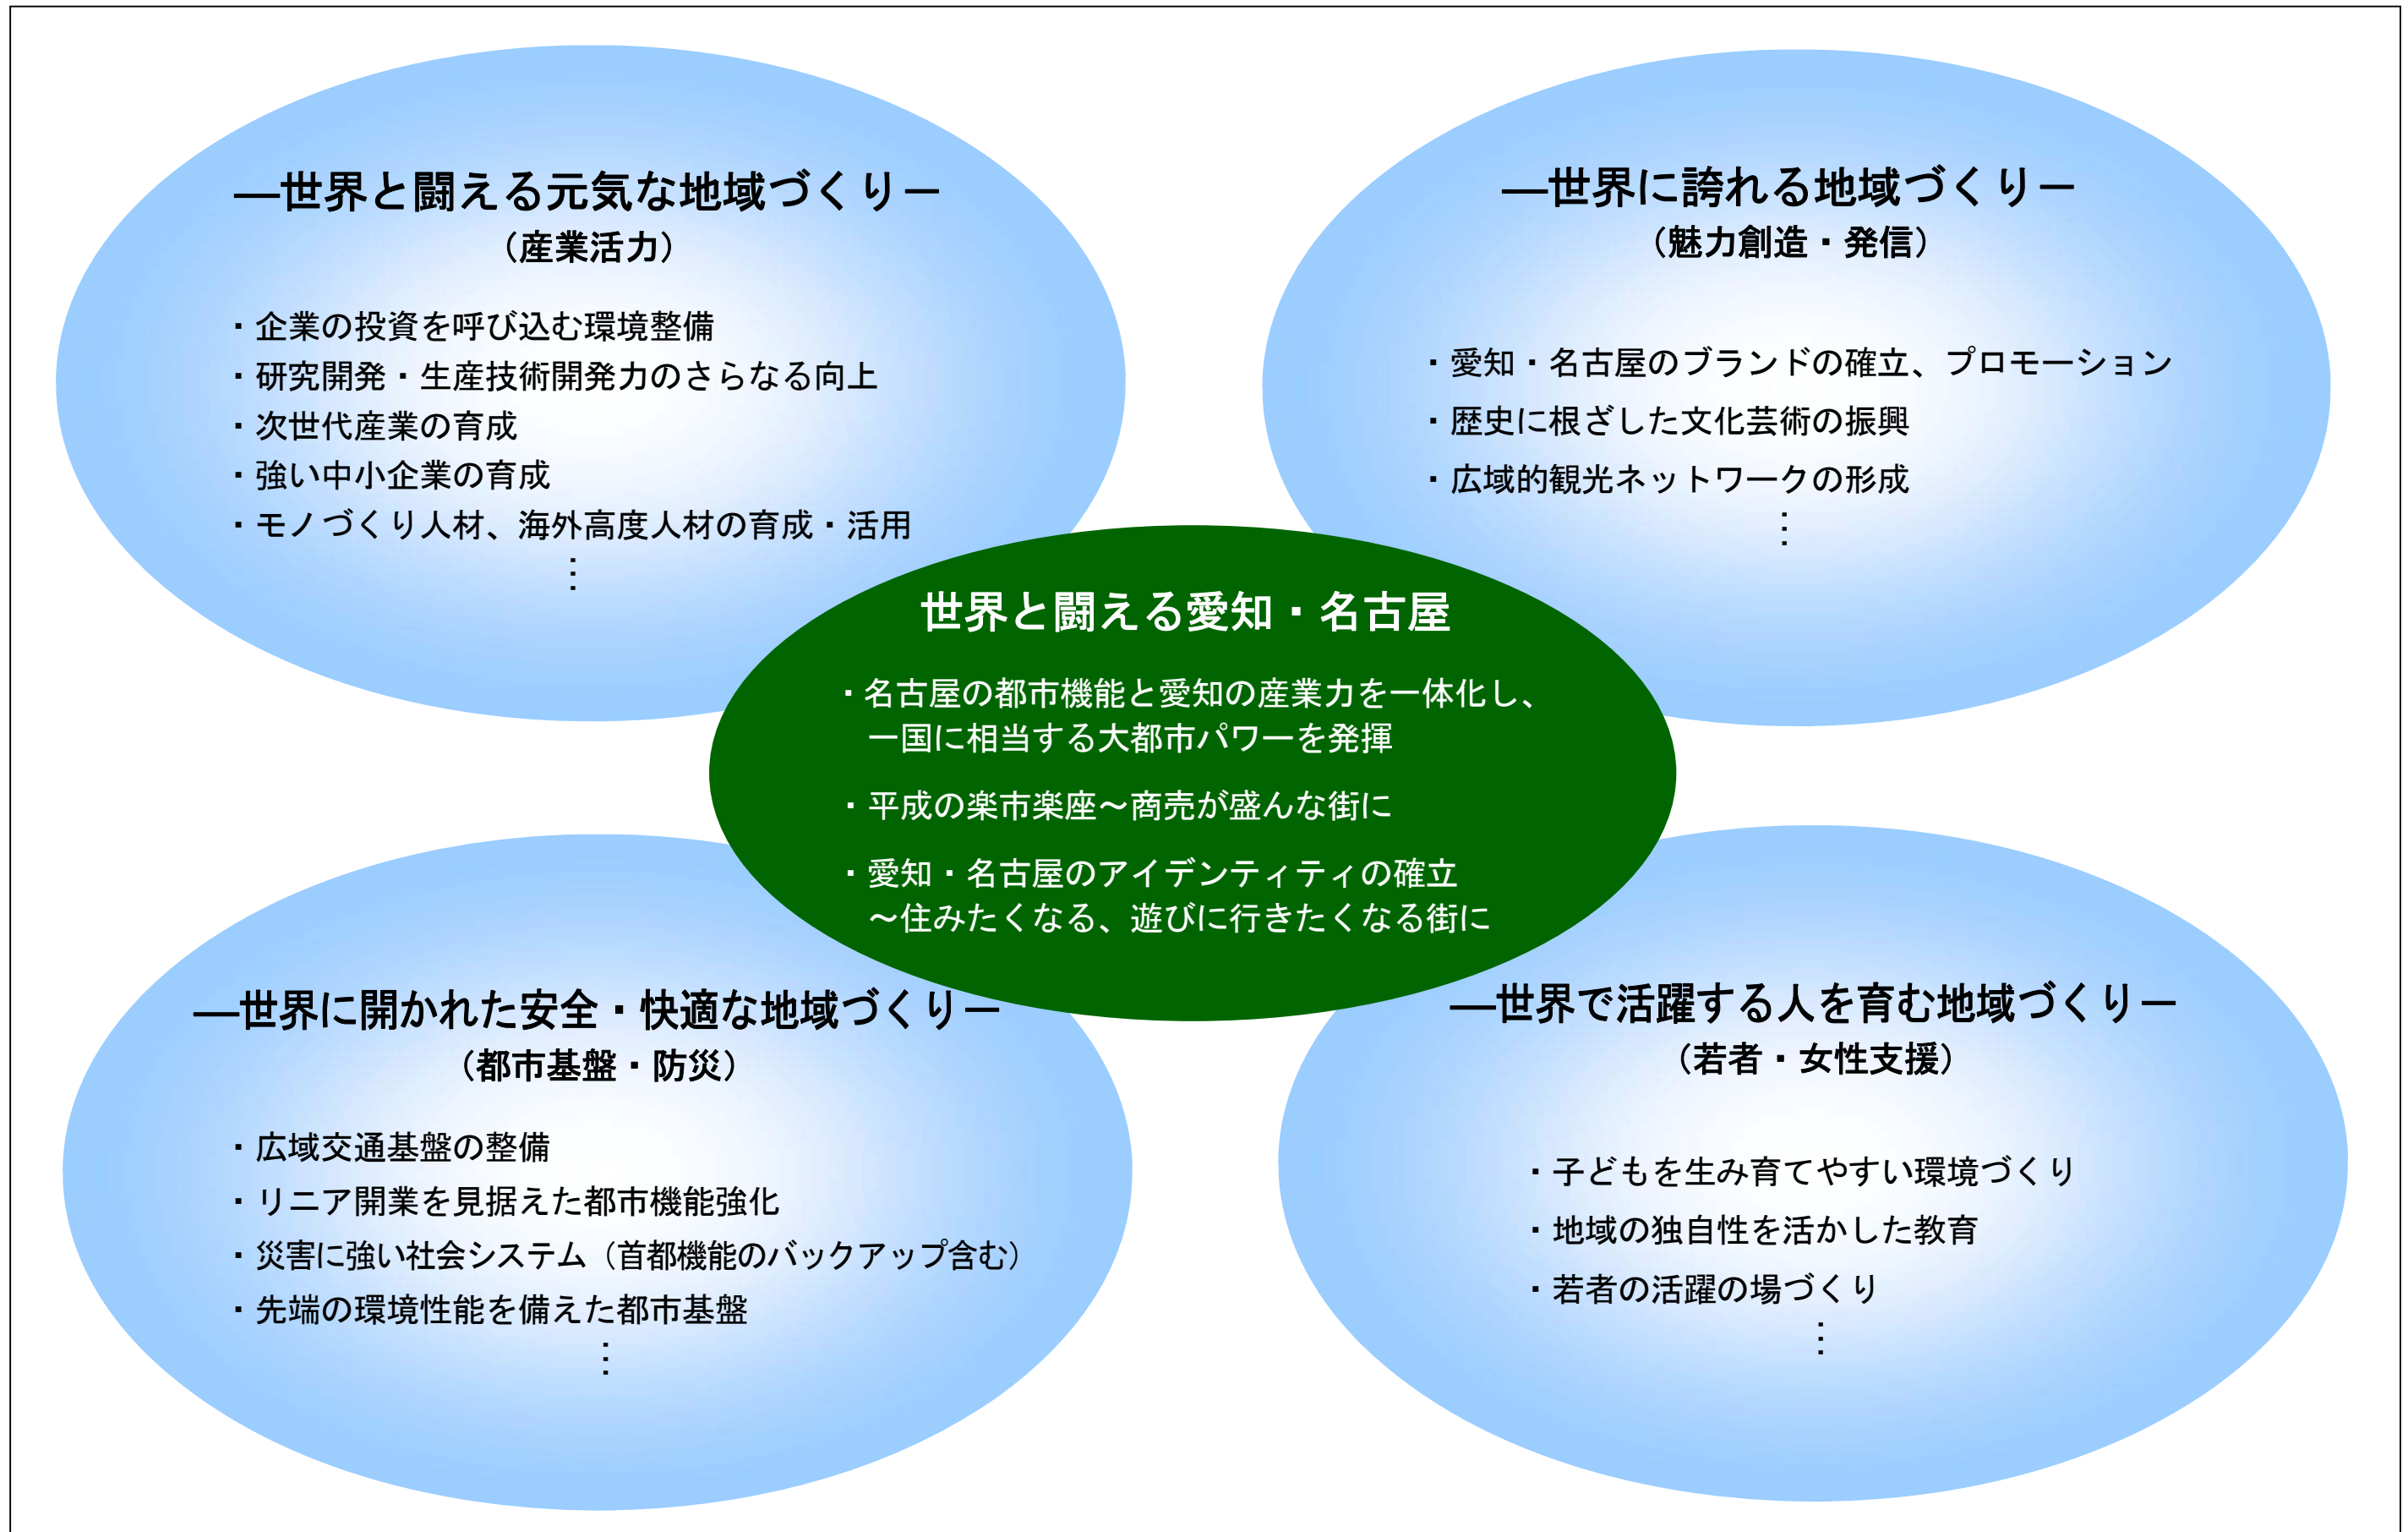 ―世界と闘える元気な地域づくり－
（産業活力）
・企業の投資を呼び込む環境整備
・研究開発・生産技術開発力のさらなる向上
・次世代産業の育成
・強い中小企業の育成
・モノづくり人材、海外高度人材の育成・活用
⋮
―世界に誇れる地域づくり－
（魅力創造・発信）
・愛知・名古屋のブランドの確立、プロモーション
・歴史に根ざした文化芸術の振興
・広域的観光ネットワークの形成
⋮
世界と闘える愛知・名古屋
・名古屋の都市機能と愛知の産業力を一体化し、
一国に相当する大都市パワーを発揮
・平成の楽市楽座～商売が盛んな街に
・愛知・名古屋のアイデンティティの確立
～住みたくなる、遊びに行きたくなる街に
―世界に開かれた安全・快適な地域づくり－
（都市基盤・防災）
・広域交通基盤の整備
・リニア開業を見据えた都市機能強化
・災害に強い社会システム（首都機能のバックアップ含む）
・先端の環境性能を備えた都市基盤
⋮
―世界で活躍する人を育む地域づくり－
（若者・女性支援）
・子どもを生み育てやすい環境づくり
・地域の独自性を活かした教育
・若者の活躍の場づくり
⋮